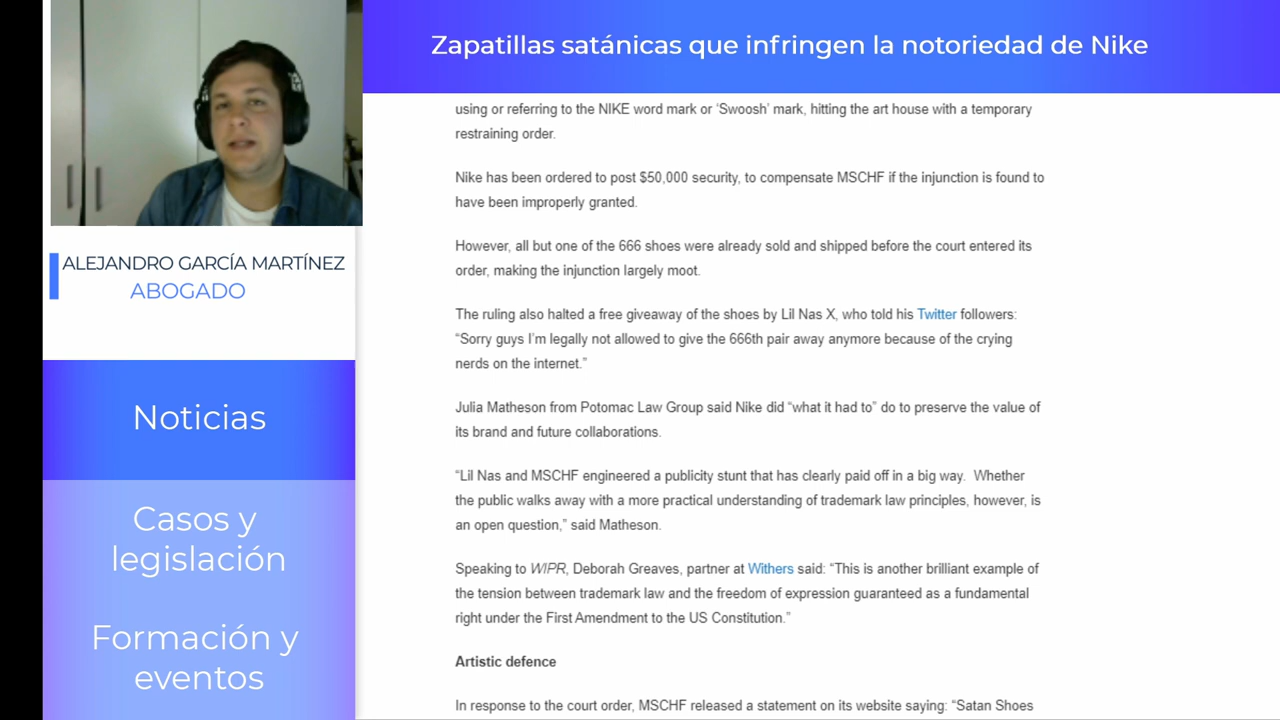 Zapatillas satánicas que infringen la notoriedad de Nike
ALEJANDRO GARCÍA MARTÍNEZ
ABOGADO
Noticias
Casos y
legislación
Formación y
eventos
using or referring to the NIKE word mark or ‘Swoosh’ mark, hitting the art house with a temporary
restraining order.
Nike has been ordered to post $50,000 security, to compensate MSCHF if the injunction is found to
have been improperly granted.
However, all but one of the 666 shoes were already sold and shipped before the court entered its
order, making the injunction largely moot.
The ruling also halted a free giveaway of the shoes by Lil Nas X, who told his Twitter followers:
“Sorry guys I’m legally not allowed to give the 666th pair away anymore because of the crying
nerds on the internet.”
Julia Matheson from Potomac Law Group said Nike did “what it had to” do to preserve the value of
its brand and future collaborations.
“Lil Nas and MSCHF engineered a publicity stunt that has clearly paid off in a big way.  Whether
the public walks away with a more practical understanding of trademark law principles, however, is
an open question,” said Matheson.
Speaking to WIPR, Deborah Greaves, partner at Withers said: “This is another brilliant example of
the tension between trademark law and the freedom of expression guaranteed as a fundamental
right under the First Amendment to the US Constitution.”
Artistic defence
In response to the court order, MSCHF released a statement on its website saying: “Satan Shoes